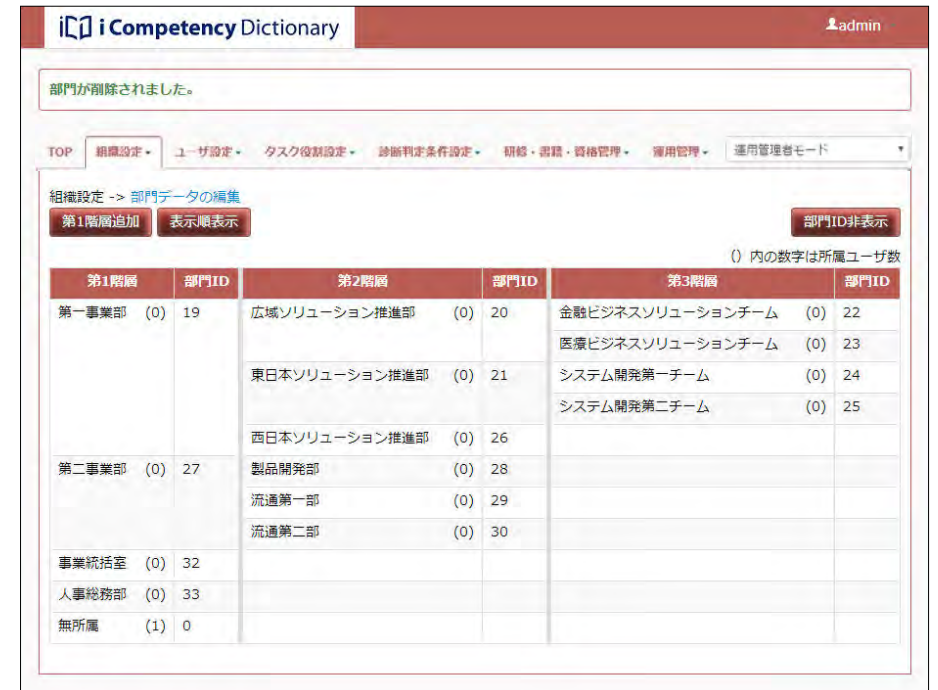 iCD i Competency Dictionary
admin
部門が削除されました。
TOP 組織設定 ユーザ設定 タスク役割設定 診断判定条件設定 研修・書籍・資格管理 運用管理 運用管理者モード
組織設定 -> 部門データの編集
第1階層追加 表示順表示 部門ID非表示
() 内の数字は所属ユーザ数
第1階層 部門ID 第2階層 部門ID 第3階層 部門ID
第一事業部 (0) 19 広域ソリューション推進部 (0) 20 金融ビジネスソリューションチーム (0) 22
医療ビジネスソリューションチーム (0) 23
東日本ソリューション推進部 (0) 21 システム開発第一チーム (0) 24
システム開発第二チーム (0) 25
西日本ソリューション推進部 (0) 26
第二事業部 (0) 27 製品開発部 (0) 28
流通第一部 (0) 29
流通第二部 (0) 30
事業統括室 (0) 32
人事総務部 (0) 33
無所属 (1) 0